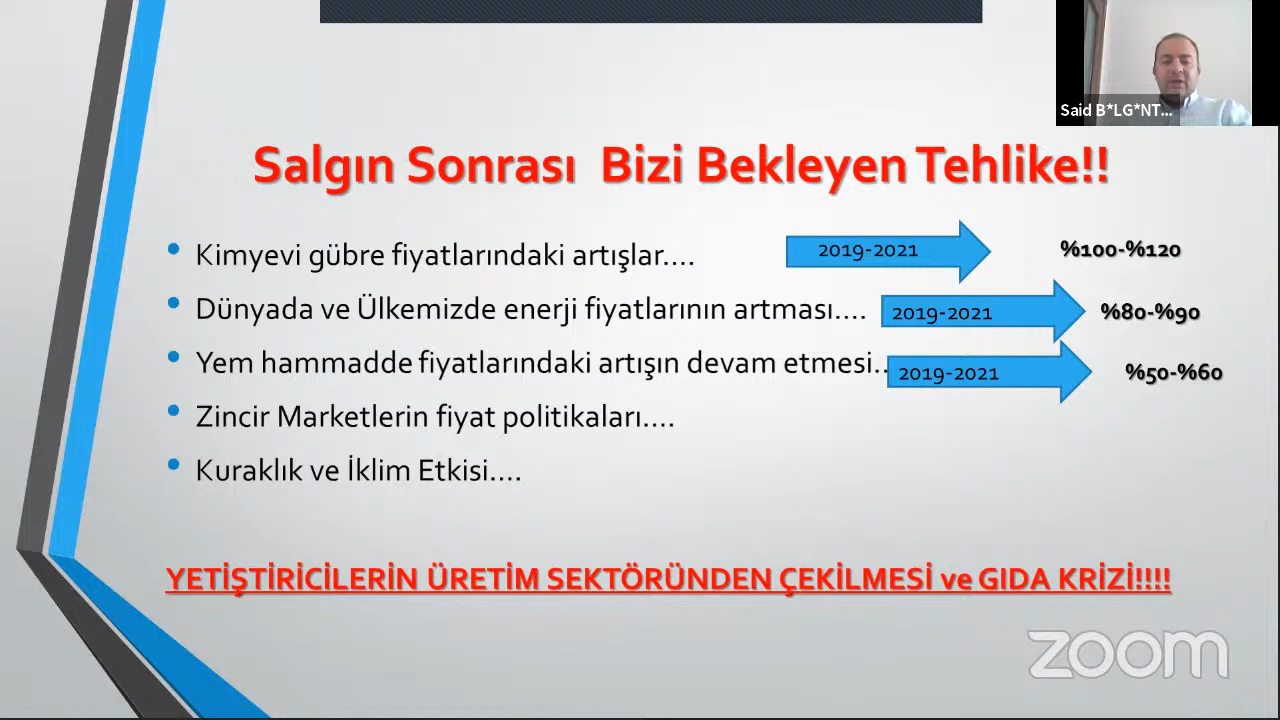 Said B*LG*NT...
Salgın Sonrası Bizi Bekleyen Tehlike!!
• Kimyevi gübre fiyatlarındaki artışlar.... 2019-2021 %100-%120
• Dünyada ve Ülkemizde enerji fiyatlarının artması.... 2019-2021 %80-%90
• Yem hammadde fiyatlarındaki artışın devam etmesi.. 2019-2021 %50-%60
• Zincir Marketlerin fiyat politikaları....
• Kuraklık ve İklim Etkisi....
YETİŞTİRİCİLERİN ÜRETİM SEKTÖRÜNDEN ÇEKİLMESİ ve GIDA KRİZİ!!!!
zoom